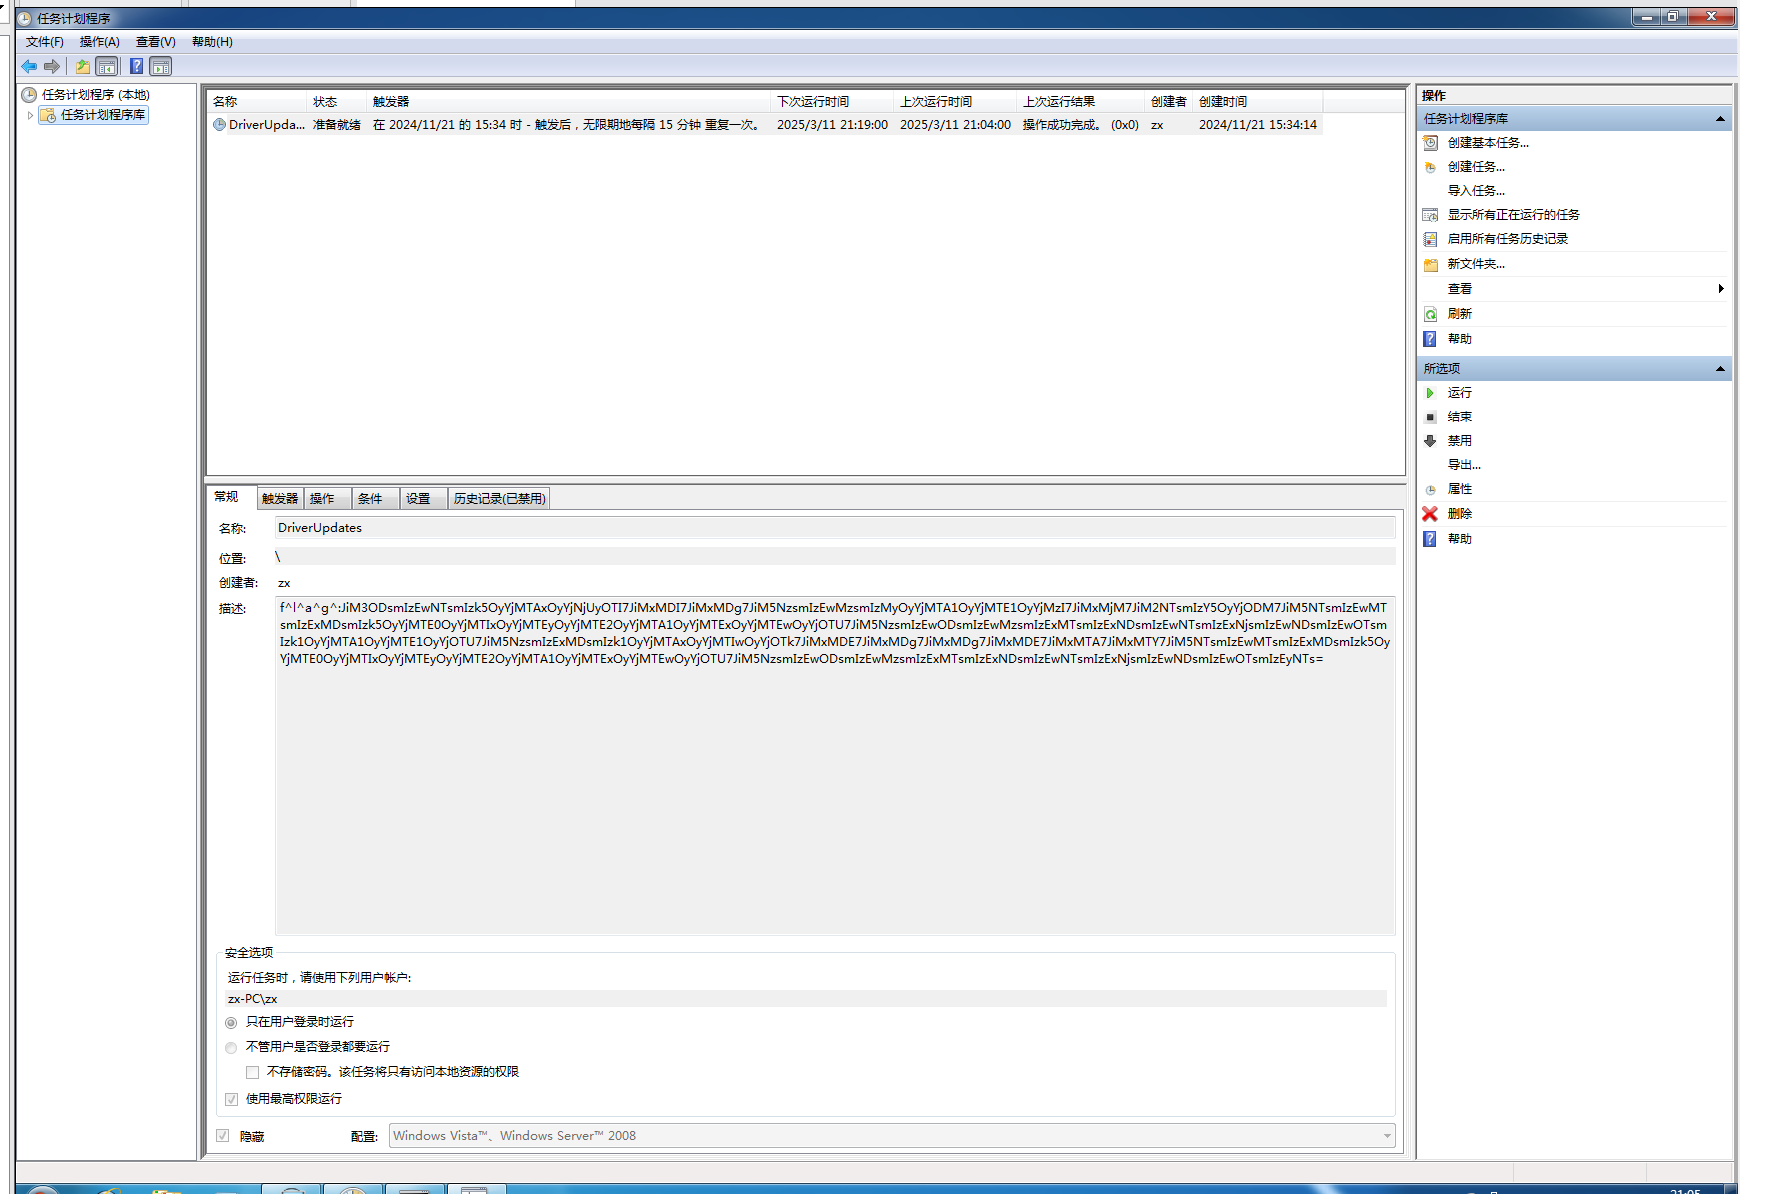 任务计划程序
文件(F) 操作(A) 查看(V) 帮助(H)
任务计划程序 (本地)
任务计划程序库
名称 状态 触发器 下次运行时间 上次运行时间 上次运行结果 创建者 创建时间
DriverUpda... 准备就绪 在 2024/11/21 的 15:34 时 - 触发后，无限期地每隔 15 分钟 重复一次。 2025/3/11 21:19:00 2025/3/11 21:04:00 操作成功完成。 (0x0) zx 2024/11/21 15:34:14
常规 触发器 操作 条件 设置 历史记录(已禁用)
名称: DriverUpdates
位置: \
创建者: zx
描述: f^l^a^g^:JiM3ODsmIzEwNTsmIzk5OyYjMTAxOyYjNjUyOTI7JiMxMDI7JiMxMDg7JiM5NzsmIzEwMzsmIzMyOyYjMTA1OyYjMTE1OyYjMzI7JiMxMjM7JiM2NTsmIzY5OyYjODM7JiM5NTsmIzEwMT
smIzExMDsmIzk5OyYjMTE0OyYjMTIxOyYjMTEyOyYjMTE2OyYjMTA1OyYjMTExOyYjMTEwOyYjOTU7JiM5NzsmIzEwODsmIzEwMzsmIzExMTsmIzExNDsmIzEwNTsmIzExNjsmIzEwNDsmIzEwOTsm
Izk1OyYjMTA1OyYjMTE1OyYjOTU7JiM5NzsmIzExMDsmIzk1OyYjMTAxOyYjMTIwOyYjOTk7JiMxMDE7JiMxMDg7JiMxMDg7JiMxMDE7JiMxMTA7JiMxMTY7JiM5NTsmIzEwMTsmIzExMDsmIzk5Oy
YjMTE0OyYjMTIxOyYjMTEyOyYjMTE2OyYjMTA1OyYjMTExOyYjMTEwOyYjOTU7JiM5NzsmIzEwODsmIzEwMzsmIzExMTsmIzExNDsmIzEwNTsmIzExNjsmIzEwNDsmIzEwOTsmIzEyNTs=
安全选项
运行任务时，请使用下列用户帐户:
zx-PC\zx
只在用户登录时运行
不管用户是否登录都要运行
不存储密码。该任务将只有访问本地资源的权限
使用最高权限运行
隐藏 配置: Windows Vista™、Windows Server™ 2008
操作
任务计划程序库
创建基本任务...
创建任务...
导入任务...
显示所有正在运行的任务
启用所有任务历史记录
新文件夹...
查看
刷新
帮助
所选项
运行
结束
禁用
导出...
属性
删除
帮助